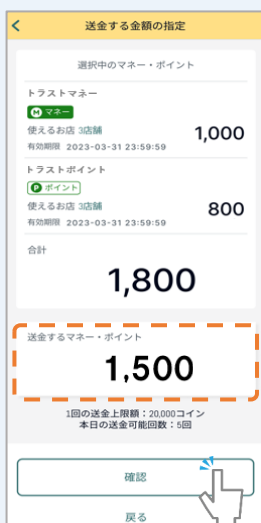 送金する金額の指定
選択中のマネー・ポイント
トラストマネー
M マネー
使えるお店 3店舗
1,000
有効期限 2023-03-31 23:59:59
トラストポイント
P ポイント
使えるお店 3店舗
800
有効期限 2023-03-31 23:59:59
合計
1,800
送金するマネー・ポイント
1,500
1回の送金上限額：20,000コイン
本日の送金可能回数：5回
確認
戻る